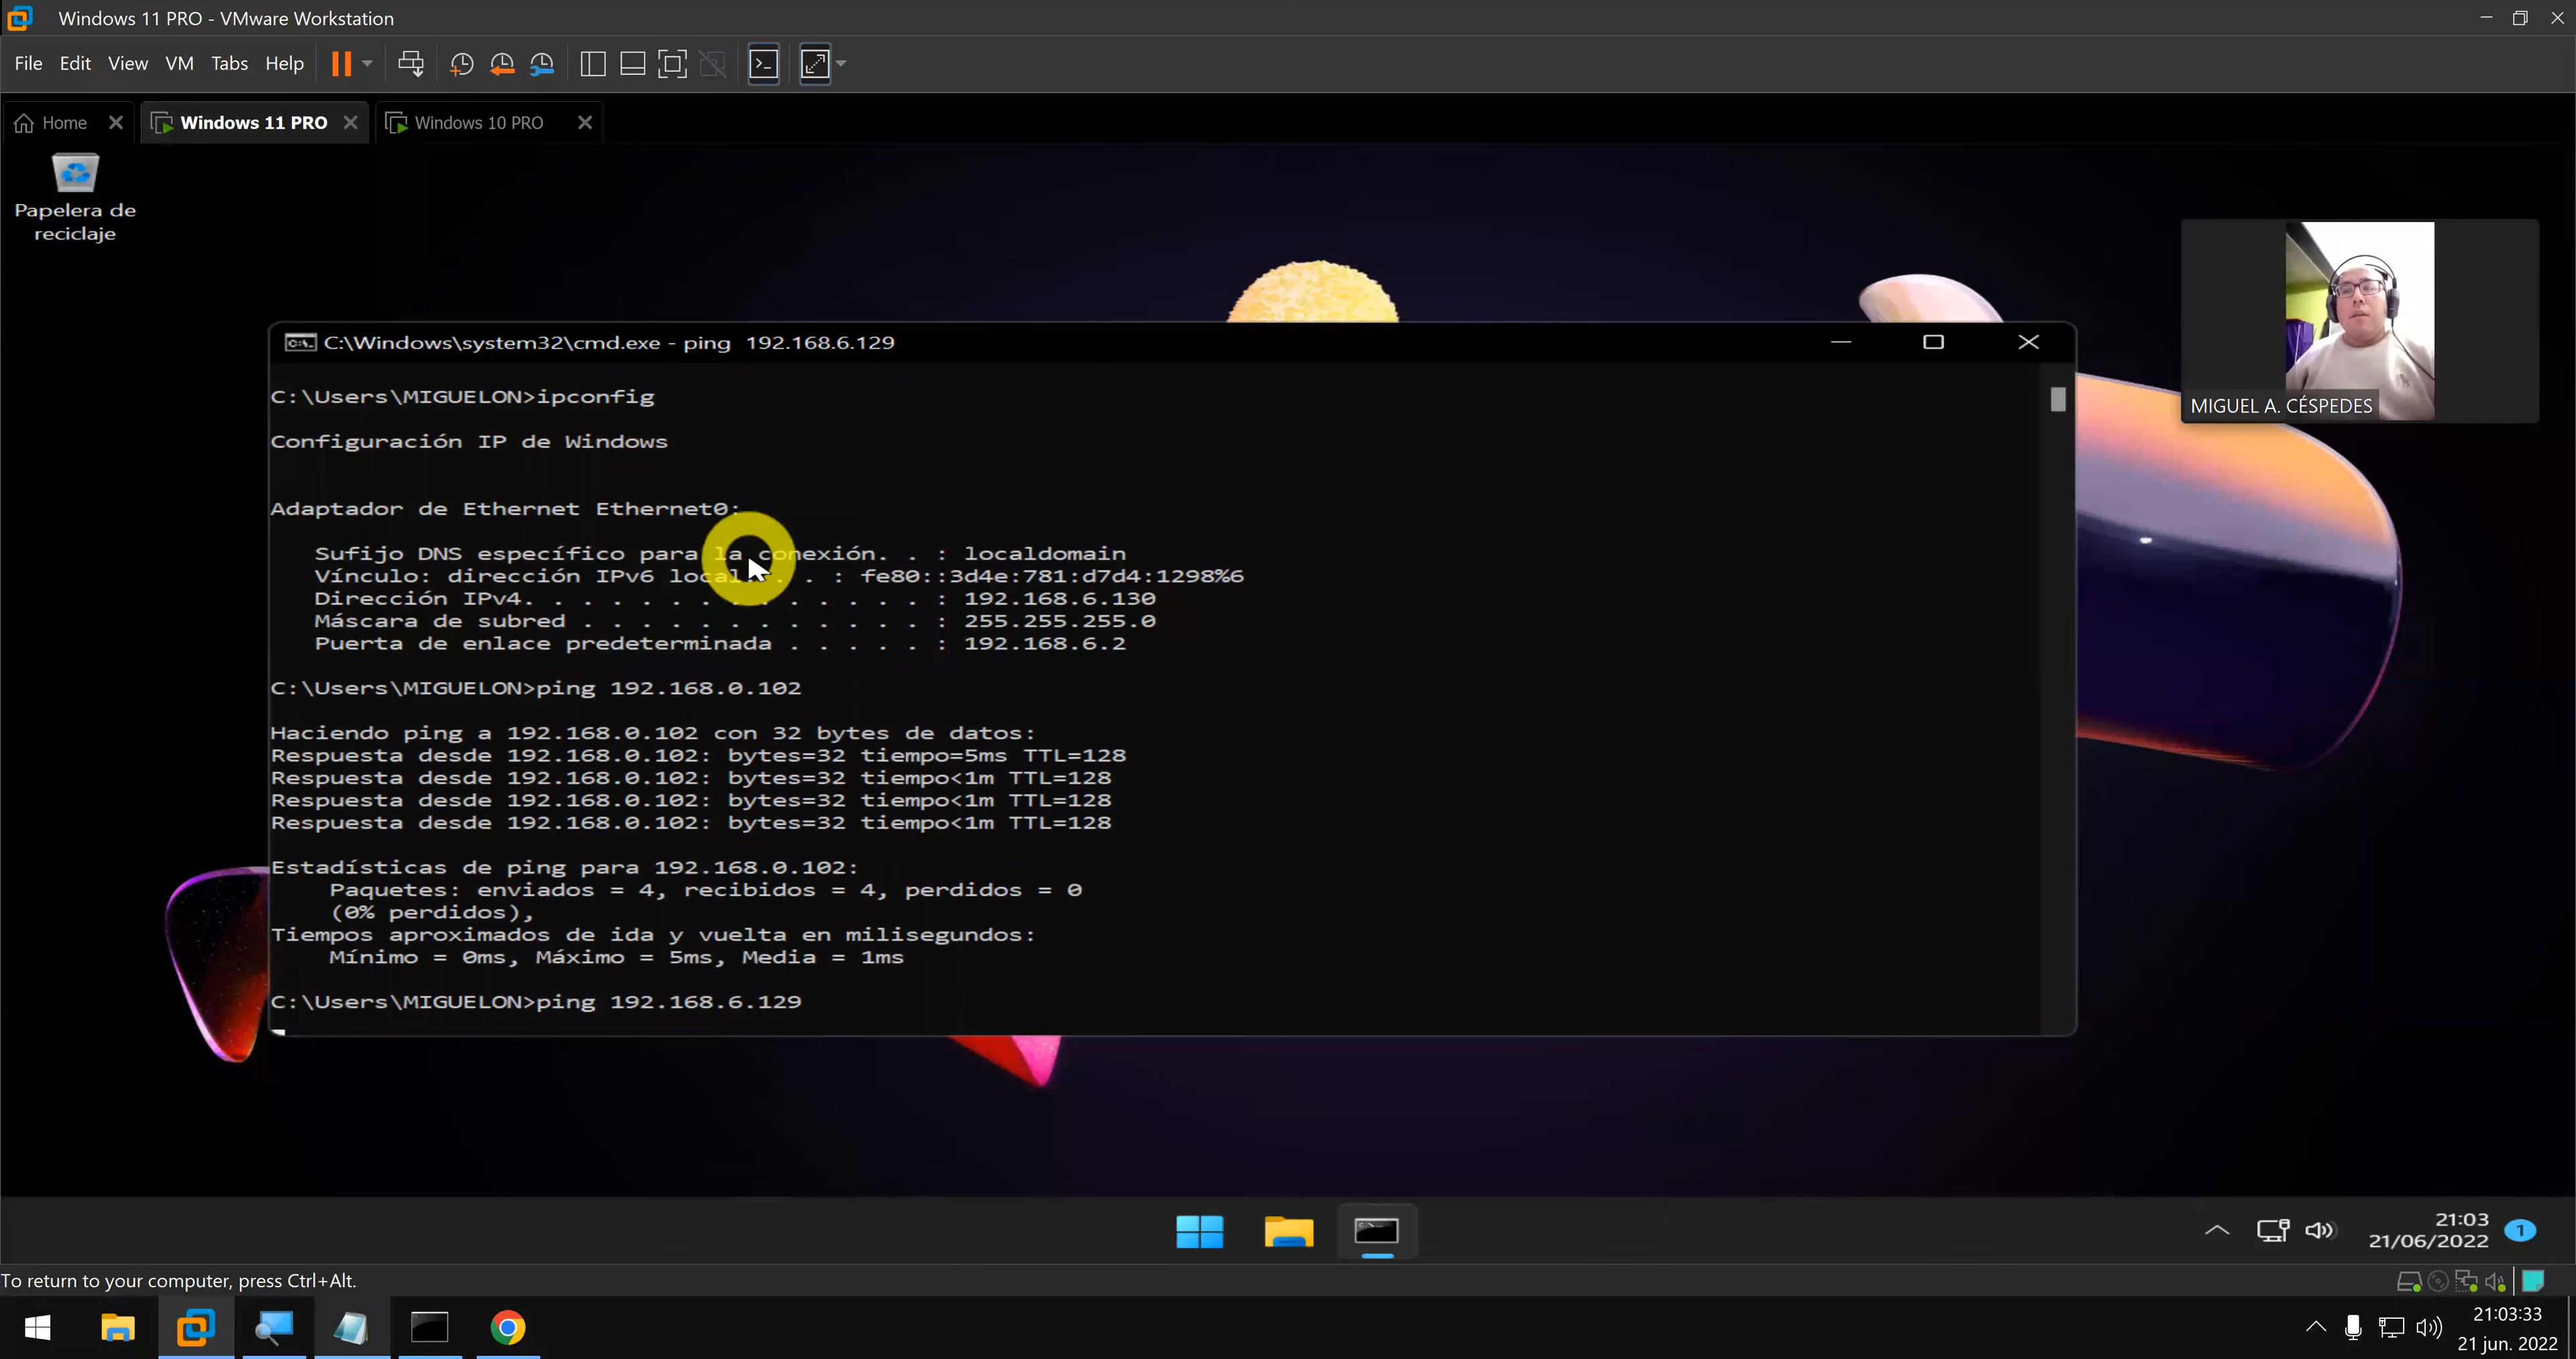 Windows 11 PRO - VMware Workstation
File Edit View VM Tabs Help
Home Windows 11 PRO Windows 10 PRO
Papelera de
reciclaje
MIGUEL A. CÉSPEDES
C:\Windows\system32\cmd.exe - ping 192.168.6.129
C:\Users\MIGUELON>ipconfig
Configuración IP de Windows
Adaptador de Ethernet Ethernet0:
Sufijo DNS específico para la conexión. . : localdomain
Vínculo: dirección IPv6 local. . . : fe80::3d4e:781:d7d4:1298%6
Dirección IPv4. . . . . . . . . . . . . . : 192.168.6.130
Máscara de subred . . . . . . . . . . . . : 255.255.255.0
Puerta de enlace predeterminada . . . . . : 192.168.6.2
C:\Users\MIGUELON>ping 192.168.0.102
Haciendo ping a 192.168.0.102 con 32 bytes de datos:
Respuesta desde 192.168.0.102: bytes=32 tiempo=5ms TTL=128
Respuesta desde 192.168.0.102: bytes=32 tiempo<1m TTL=128
Respuesta desde 192.168.0.102: bytes=32 tiempo<1m TTL=128
Respuesta desde 192.168.0.102: bytes=32 tiempo<1m TTL=128
Estadísticas de ping para 192.168.0.102:
Paquetes: enviados = 4, recibidos = 4, perdidos = 0
(0% perdidos),
Tiempos aproximados de ida y vuelta en milisegundos:
Mínimo = 0ms, Máximo = 5ms, Media = 1ms
C:\Users\MIGUELON>ping 192.168.6.129
21:03
21/06/2022
1
To return to your computer, press Ctrl+Alt.
21:03:33
21 jun. 2022